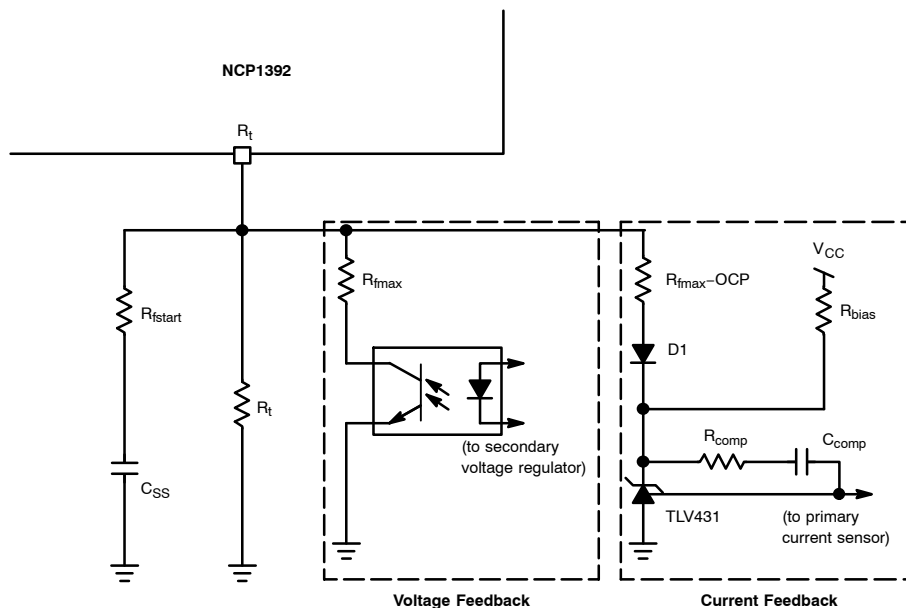 NCP1392
Rt
VCC
Rfmax
Rfmax−OCP
Rfstart
Rbias
D1
Rt
Rcomp
Ccomp
(to secondary
voltage regulator)
CSS
TLV431
(to primary
current sensor)
Voltage Feedback
Current Feedback